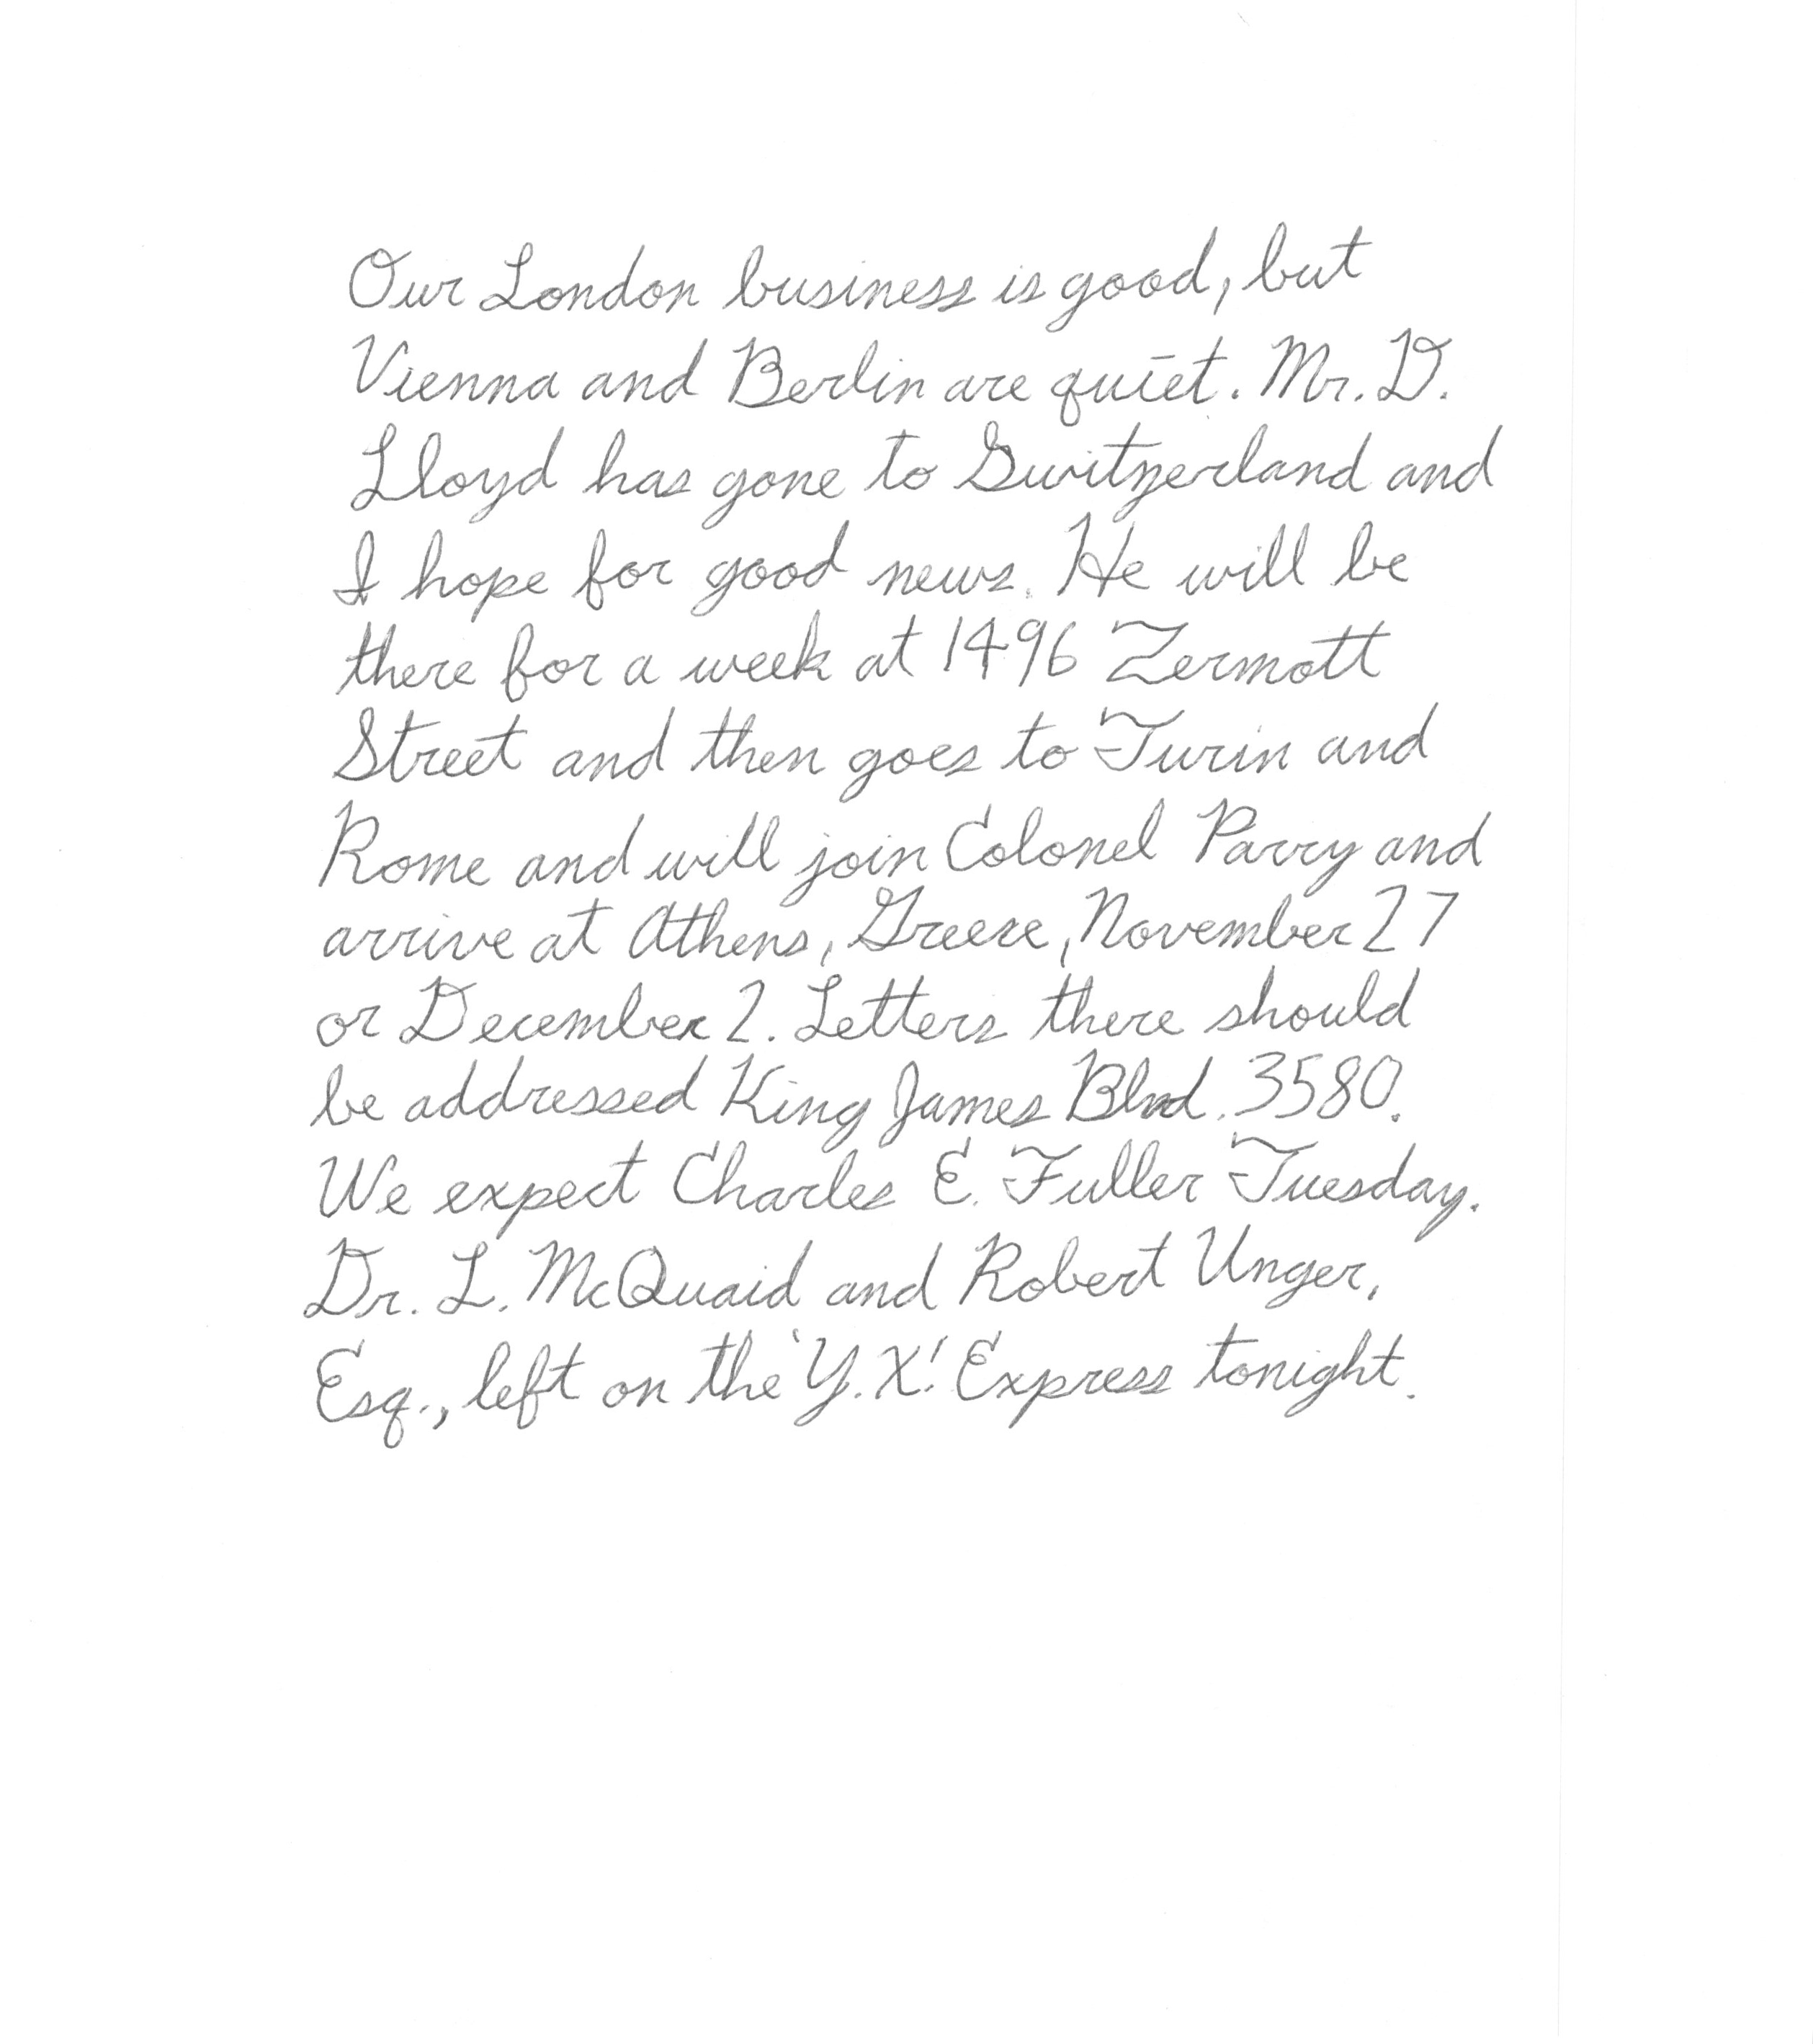 Our London business is good, but
Vienna and Berlin are quiet. Mr. D.
Lloyd has gone to Switzerland and
I hope for good news. He will be
there for a week at 1496 Zermott
Street and then goes to Turin and
Rome and will join Colonel Parry and
arrive at Athens, Greece, November 27
or December 2. Letters there should
be addressed King James Blvd. 3580.
We expect Charles E. Fuller Tuesday.
Dr. L. McQuaid and Robert Unger,
Esq., left on the 'Y.X.' Express tonight.